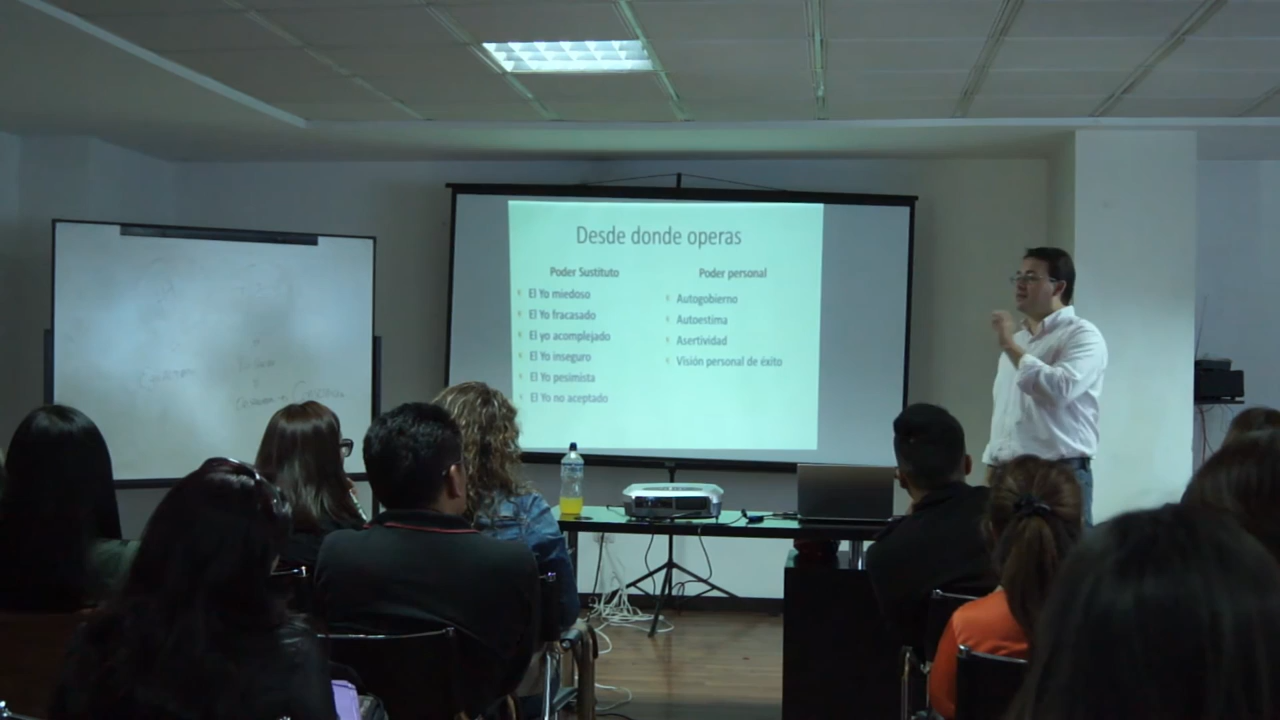 Desde donde operas
Poder Sustituto
El Yo miedoso
El Yo fracasado
El yo acomplejado
El Yo inseguro
El Yo pesimista
El Yo no aceptado
Poder personal
Autogobierno
Autoestima
Asertividad
Visión personal de éxito